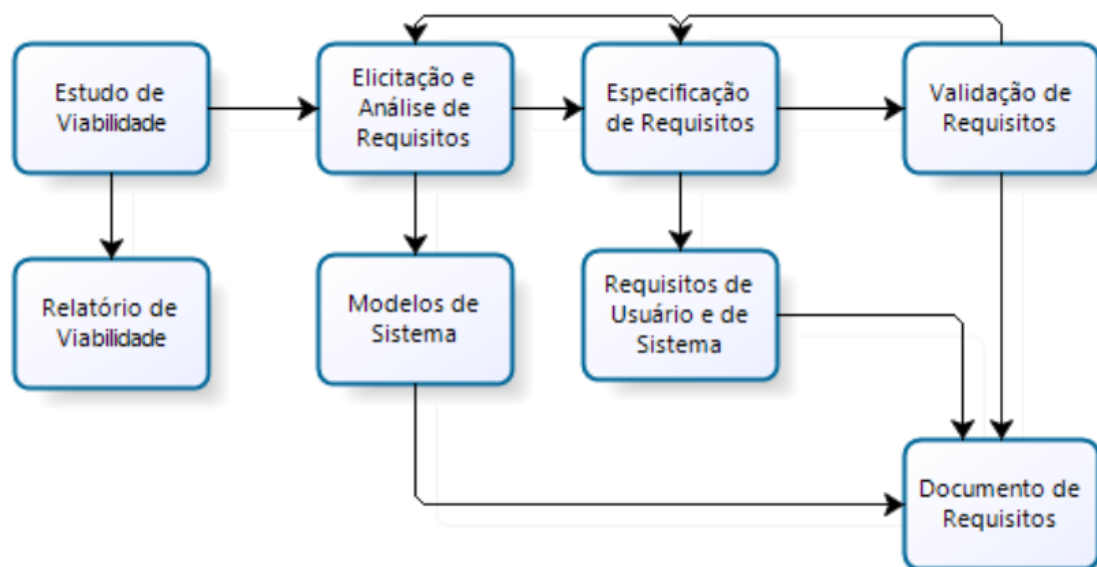 Estudo de
Viabilidade
Elicitação e
Análise de
Requisitos
Especificação
de Requisitos
Validação de
Requisitos
Relatório de
Viabilidade
Modelos de
Sistema
Requisitos de
Usuário e de
Sistema
Documento de
Requisitos